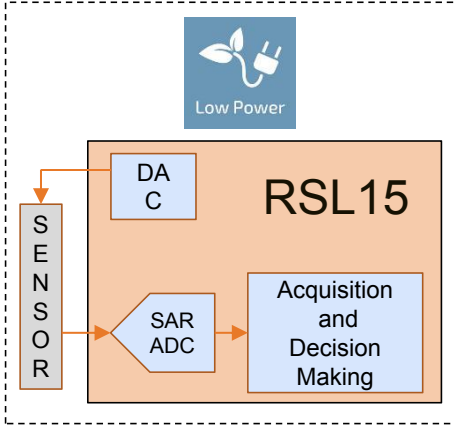 Low Power
DA
C
RSL15
S
E
N
S
O
R
SAR
ADC
Acquisition
and
Decision
Making